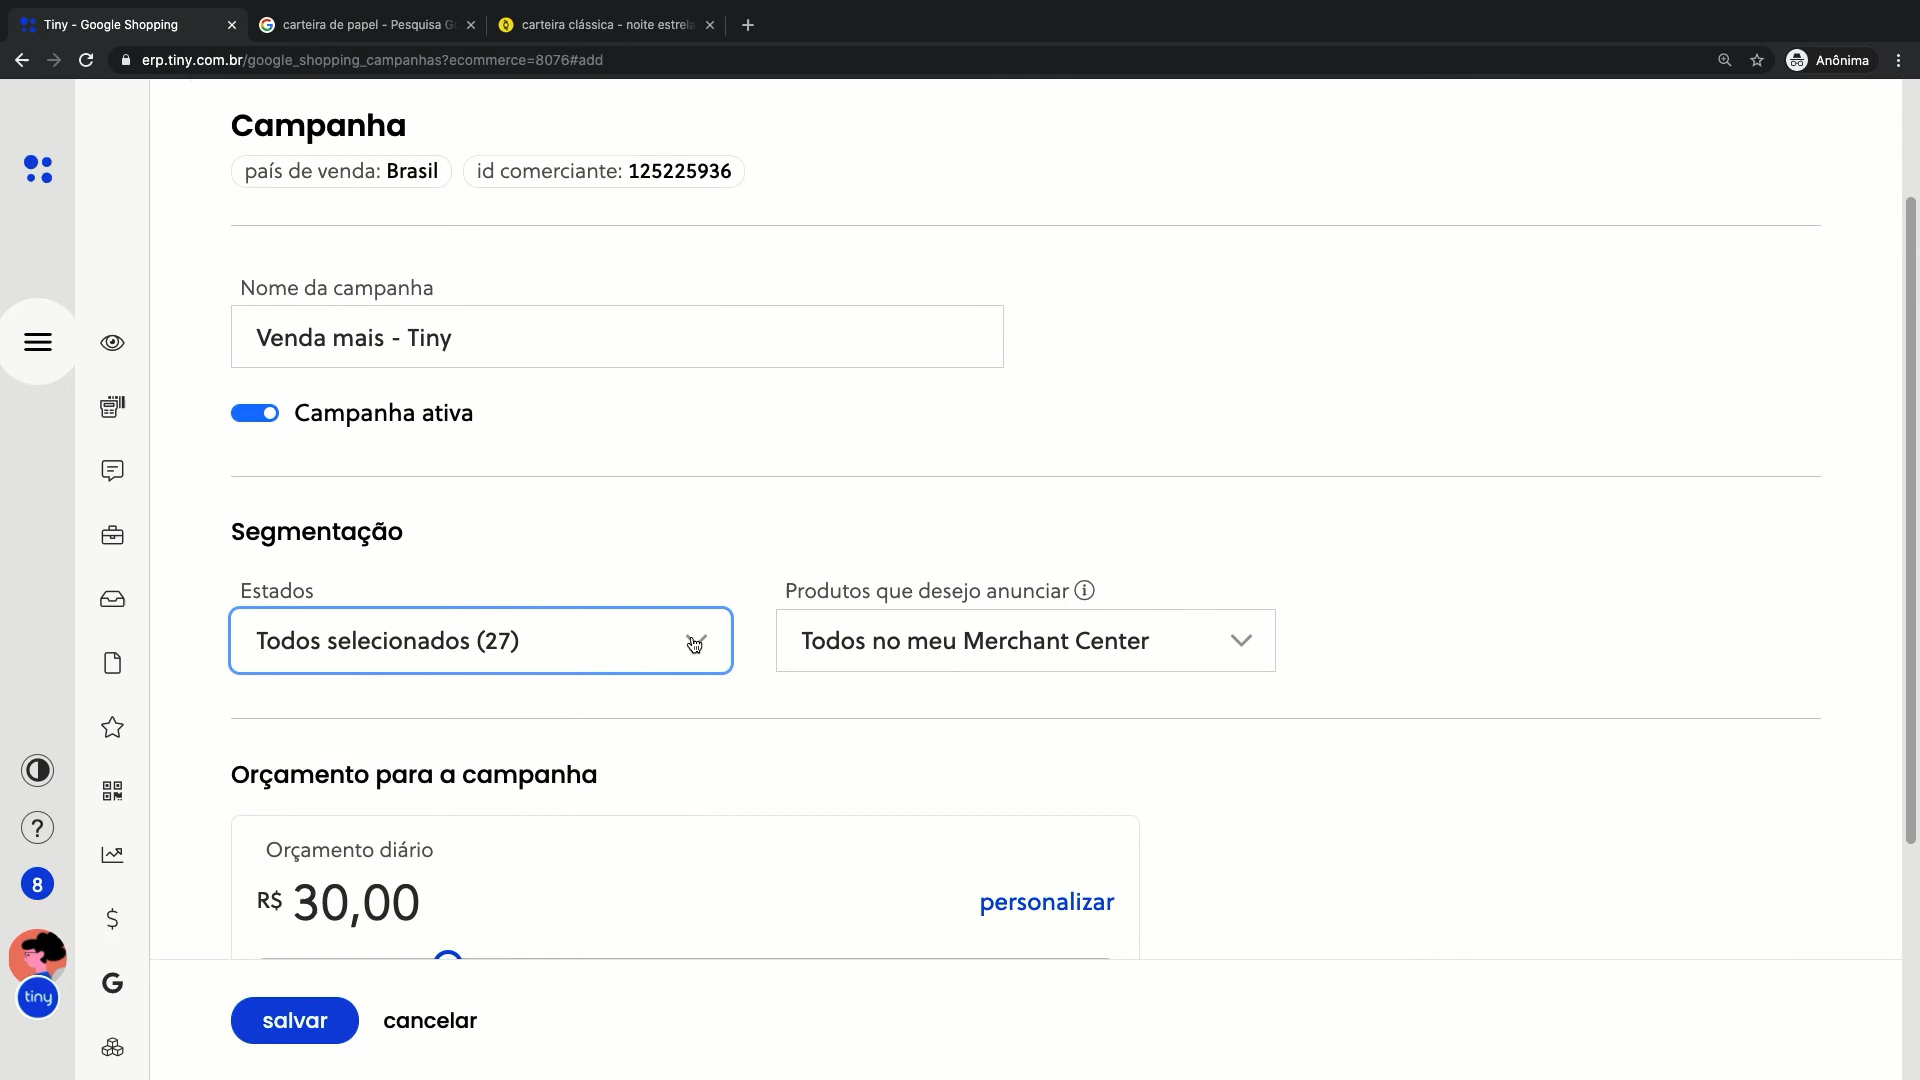 Tiny - Google Shopping
carteira de papel - Pesquisa G
carteira clássica - noite estrela
erp.tiny.com.br/google_shopping_campanhas?ecommerce=8076#add
Anônima
Campanha
país de venda: Brasil
id comerciante: 125225936
Nome da campanha
Venda mais - Tiny
Campanha ativa
Segmentação
Estados
Produtos que desejo anunciar
Todos selecionados (27)
Todos no meu Merchant Center
Orçamento para a campanha
Orçamento diário
R$ 30,00
personalizar
8
tiny
G
salvar
cancelar